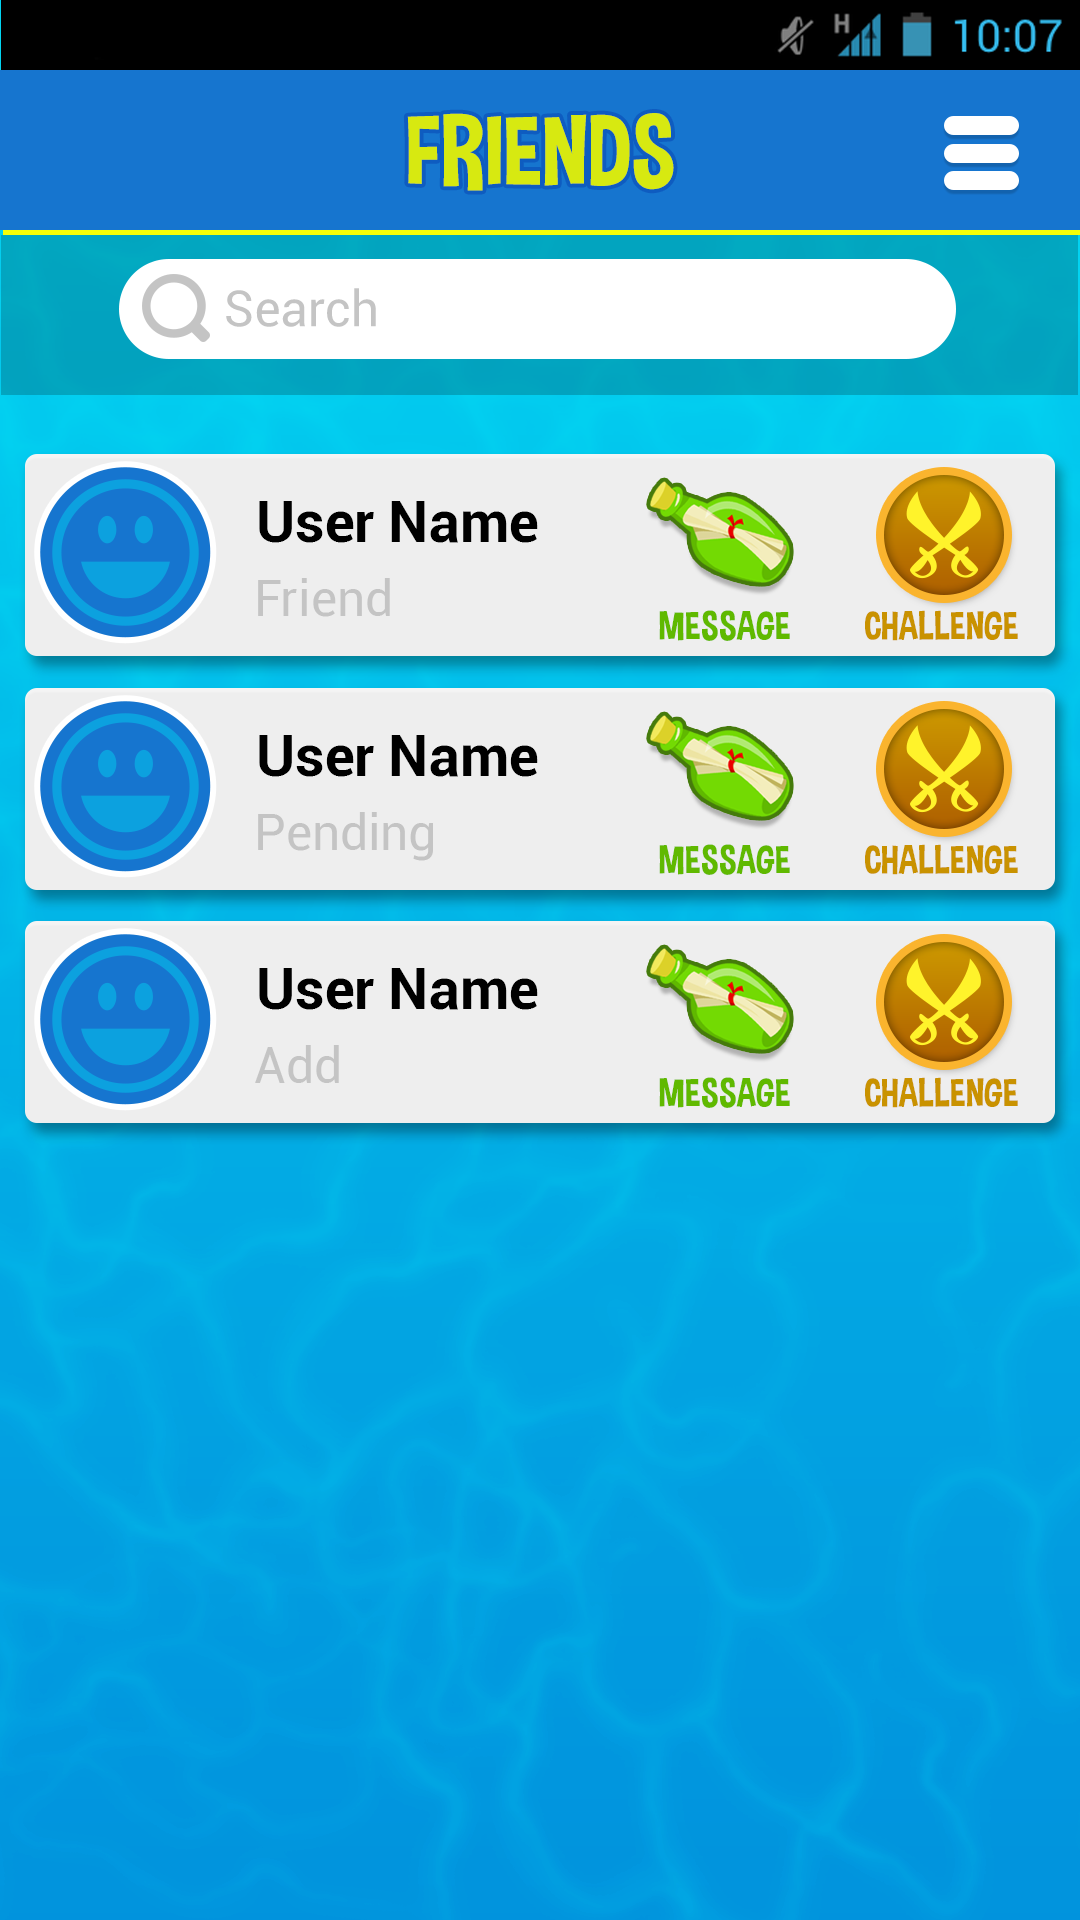 H 10:07
FRIENDS
Search
User Name
Friend
MESSAGE
CHALLENGE
User Name
Pending
MESSAGE
CHALLENGE
User Name
Add
MESSAGE
CHALLENGE